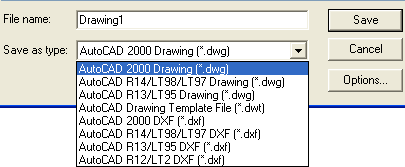 File name: Drawing1 Save
Save as type: AutoCAD 2000 Drawing (*.dwg) Cancel
AutoCAD 2000 Drawing (*.dwg)
AutoCAD R14/LT98/LT97 Drawing (*.dwg) Options...
AutoCAD R13/LT95 Drawing (*.dwg)
AutoCAD Drawing Template File (*.dwt)
AutoCAD 2000 DXF (*.dxf)
AutoCAD R14/LT98/LT97 DXF (*.dxf)
AutoCAD R13/LT95 DXF (*.dxf)
AutoCAD R12/LT2 DXF (*.dxf)